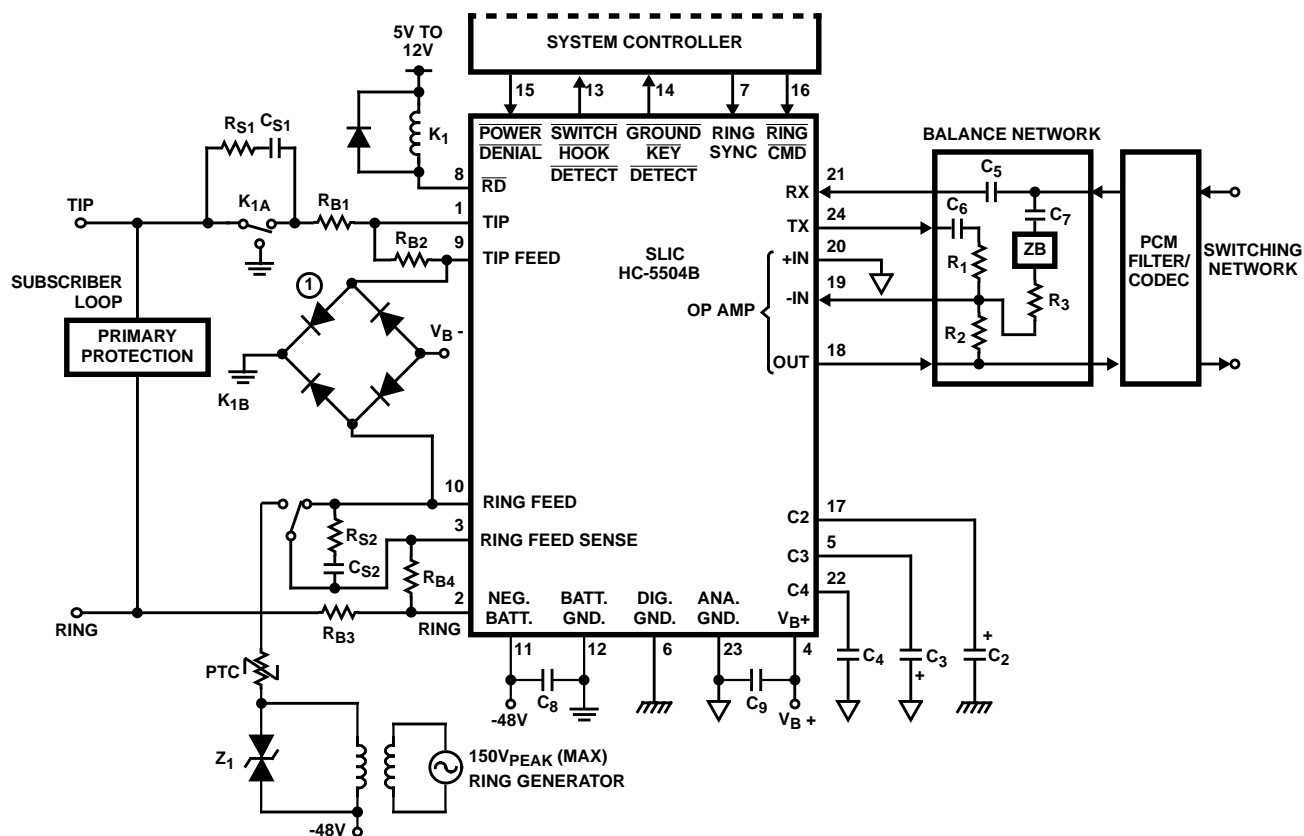 SYSTEM CONTROLLER
5V TO
12V
15
13
14
7
16
RS1
CS1
K1
POWER
DENIAL
SWITCH
HOOK
DETECT
GROUND
KEY
DETECT
RING
SYNC
RING
CMD
BALANCE NETWORK
8
RD
21
RX
C5
TIP
K1A
RB1
1
TIP
24
TX
C6
C7
RB2
9
TIP FEED
SLIC
HC-5504B
20
+IN
R1
ZB
PCM
FILTER/
CODEC
SWITCHING
NETWORK
SUBSCRIBER
LOOP
1
19
-IN
R3
OP AMP
PRIMARY
PROTECTION
VB -
R2
18
OUT
K1B
10
RING FEED
17
C2
3
RING FEED SENSE
RS2
5
C3
CS2
RB4
22
C4
2
RING
RB3
RING
NEG.
BATT.
BATT.
GND.
DIG.
GND.
ANA.
GND.
VB+
11
12
6
23
4
C8
C9
C4
C3
+
C2
+
PTC
-48V
VB +
Z1
150VPEAK (MAX)
RING GENERATOR
-48V